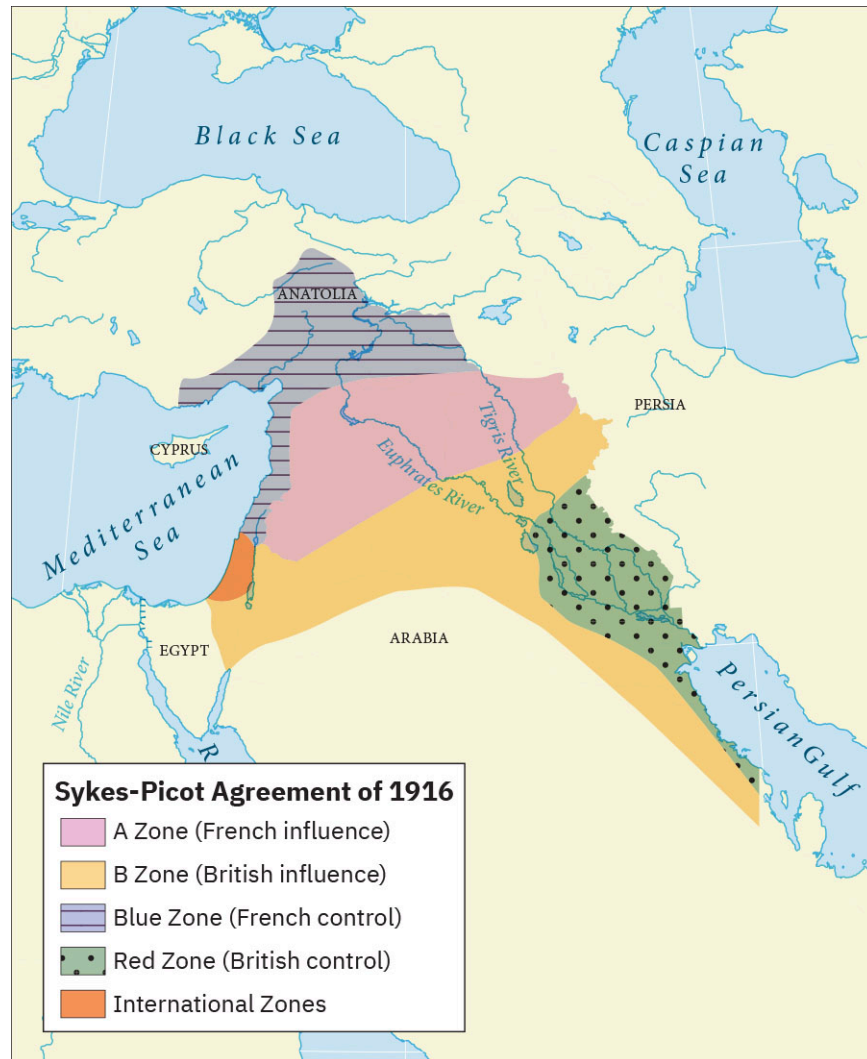 Black Sea
Caspian
Sea
ANATOLIA
PERSIA
CYPRUS
Tigris River
Euphrates River
Mediterranean
Sea
ARABIA
EGYPT
Nile River
R
Persian Gulf
Sykes-Picot Agreement of 1916
A Zone (French influence)
B Zone (British influence)
Blue Zone (French control)
Red Zone (British control)
International Zones